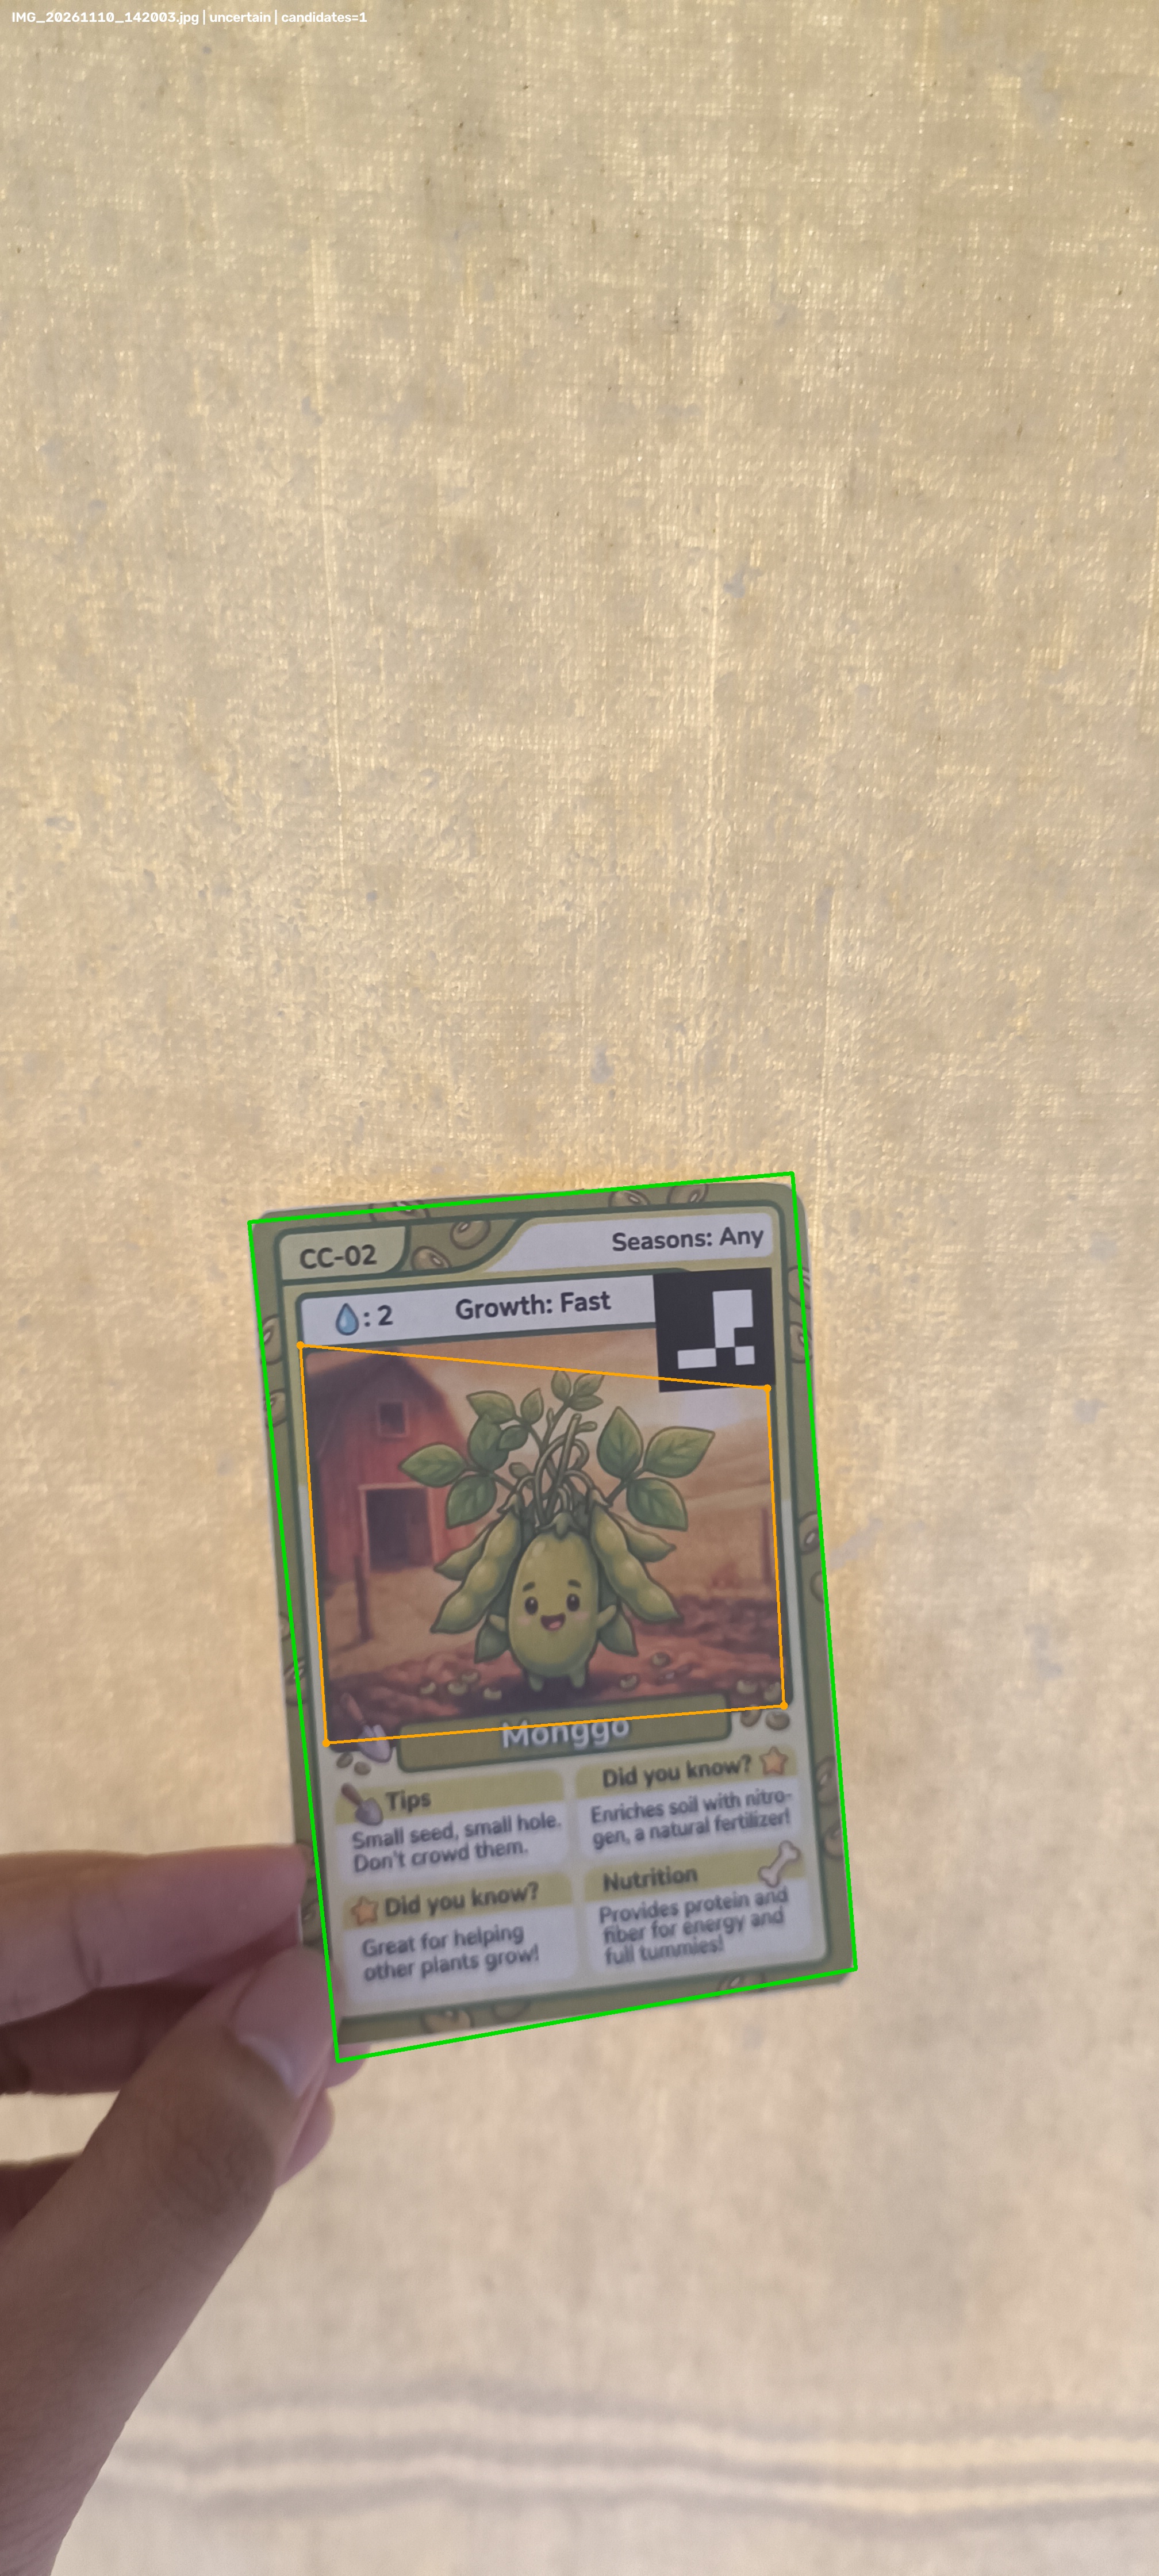 IMG_20261110_142003.jpg | uncertain | candidates=1
CC-02
Seasons: Any
: 2
Growth: Fast
Monggo
Tips
Small seed, small hole.
Don't crowd them.
Did you know?
Enriches soil with nitro-
gen, a natural fertilizer!
Did you know?
Great for helping
other plants grow!
Nutrition
Provides protein and
fiber for energy and
full tummies!